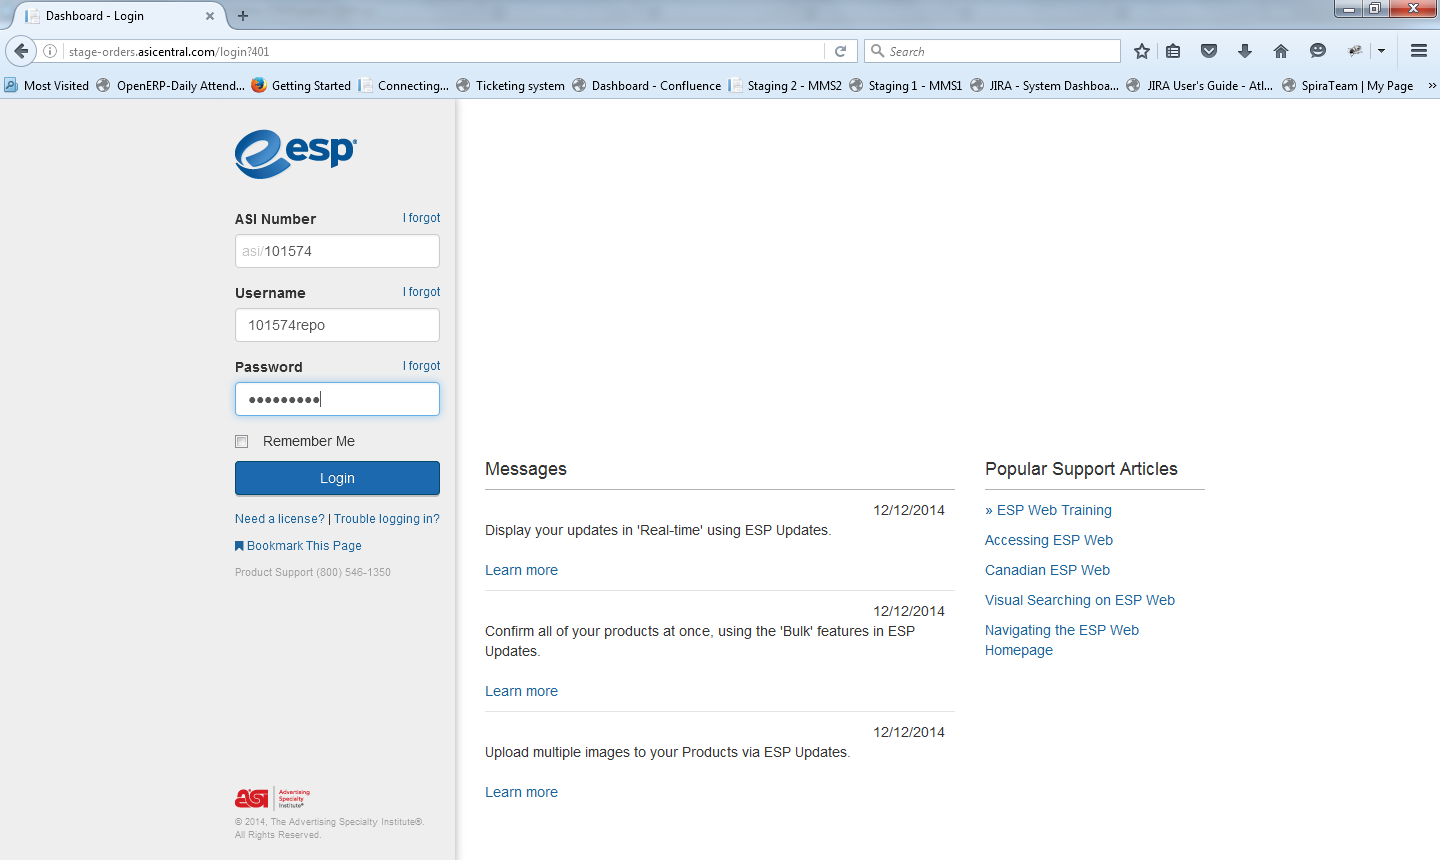 Dashboard - Login
stage-orders.asicentral.com/login?401
Search
Most Visited
OpenERP-Daily Attend...
Getting Started
Connecting...
Ticketing system
Dashboard - Confluence
Staging 2 - MMS2
Staging 1 - MMS1
JIRA - System Dashboa...
JIRA User's Guide - Atl...
SpiraTeam | My Page
»
esp
ASI Number
I forgot
asi/101574
Username
I forgot
101574repo
Password
I forgot
●●●●●●●●●
Remember Me
Login
Need a license? | Trouble logging in?
Bookmark This Page
Product Support (800) 546-1350
Messages
12/12/2014
Display your updates in 'Real-time' using ESP Updates.
Learn more
12/12/2014
Confirm all of your products at once, using the 'Bulk' features in ESP
Updates.
Learn more
12/12/2014
Upload multiple images to your Products via ESP Updates.
Learn more
Popular Support Articles
» ESP Web Training
Accessing ESP Web
Canadian ESP Web
Visual Searching on ESP Web
Navigating the ESP Web
Homepage
asi
Advertising
Specialty
Institute®
© 2014, The Advertising Specialty Institute®.
All Rights Reserved.